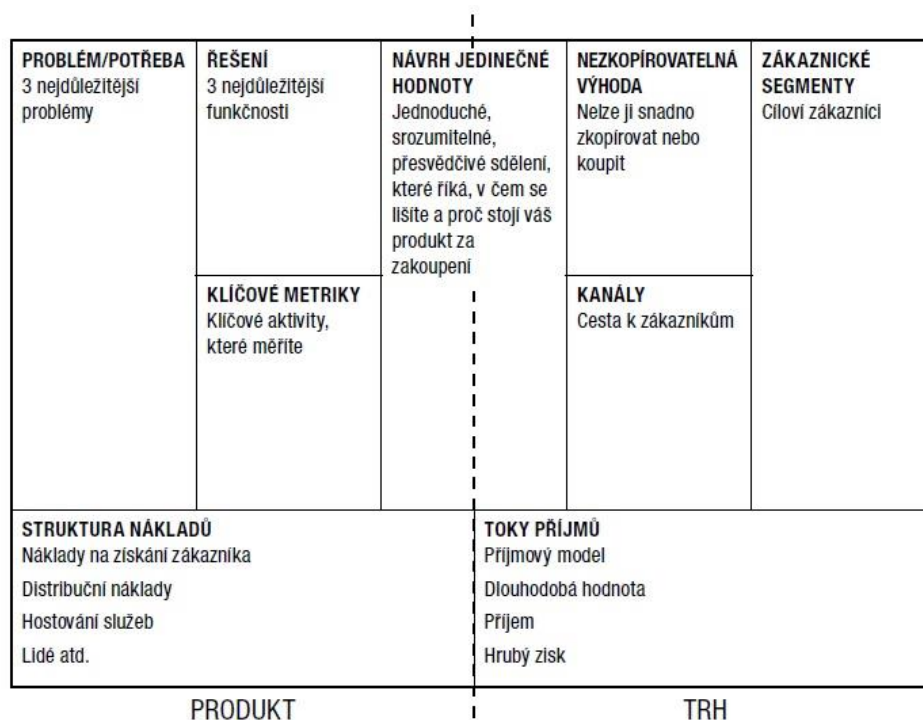 PROBLÉM/POTŘEBA
3 nejdůležitější
problémy
ŘEŠENÍ
3 nejdůležitější
funkčnosti
KLÍČOVÉ METRIKY
Klíčové aktivity,
které měříte
NÁVRH JEDINEČNÉ
HODNOTY
Jednoduché,
srozumitelné,
přesvědčivé sdělení,
které říká, v čem se
lišíte a proč stojí váš
produkt za
zakoupení
NEZKOPÍROVATELNÁ
VÝHODA
Nelze ji snadno
zkopírovat nebo
koupit
KANÁLY
Cesta k zákazníkům
ZÁKAZNICKÉ
SEGMENTY
Cíloví zákazníci
STRUKTURA NÁKLADŮ
Náklady na získání zákazníka
Distribuční náklady
Hostování služeb
Lidé atd.
TOKY PŘÍJMŮ
Příjmový model
Dlouhodobá hodnota
Příjem
Hrubý zisk
PRODUKT
TRH